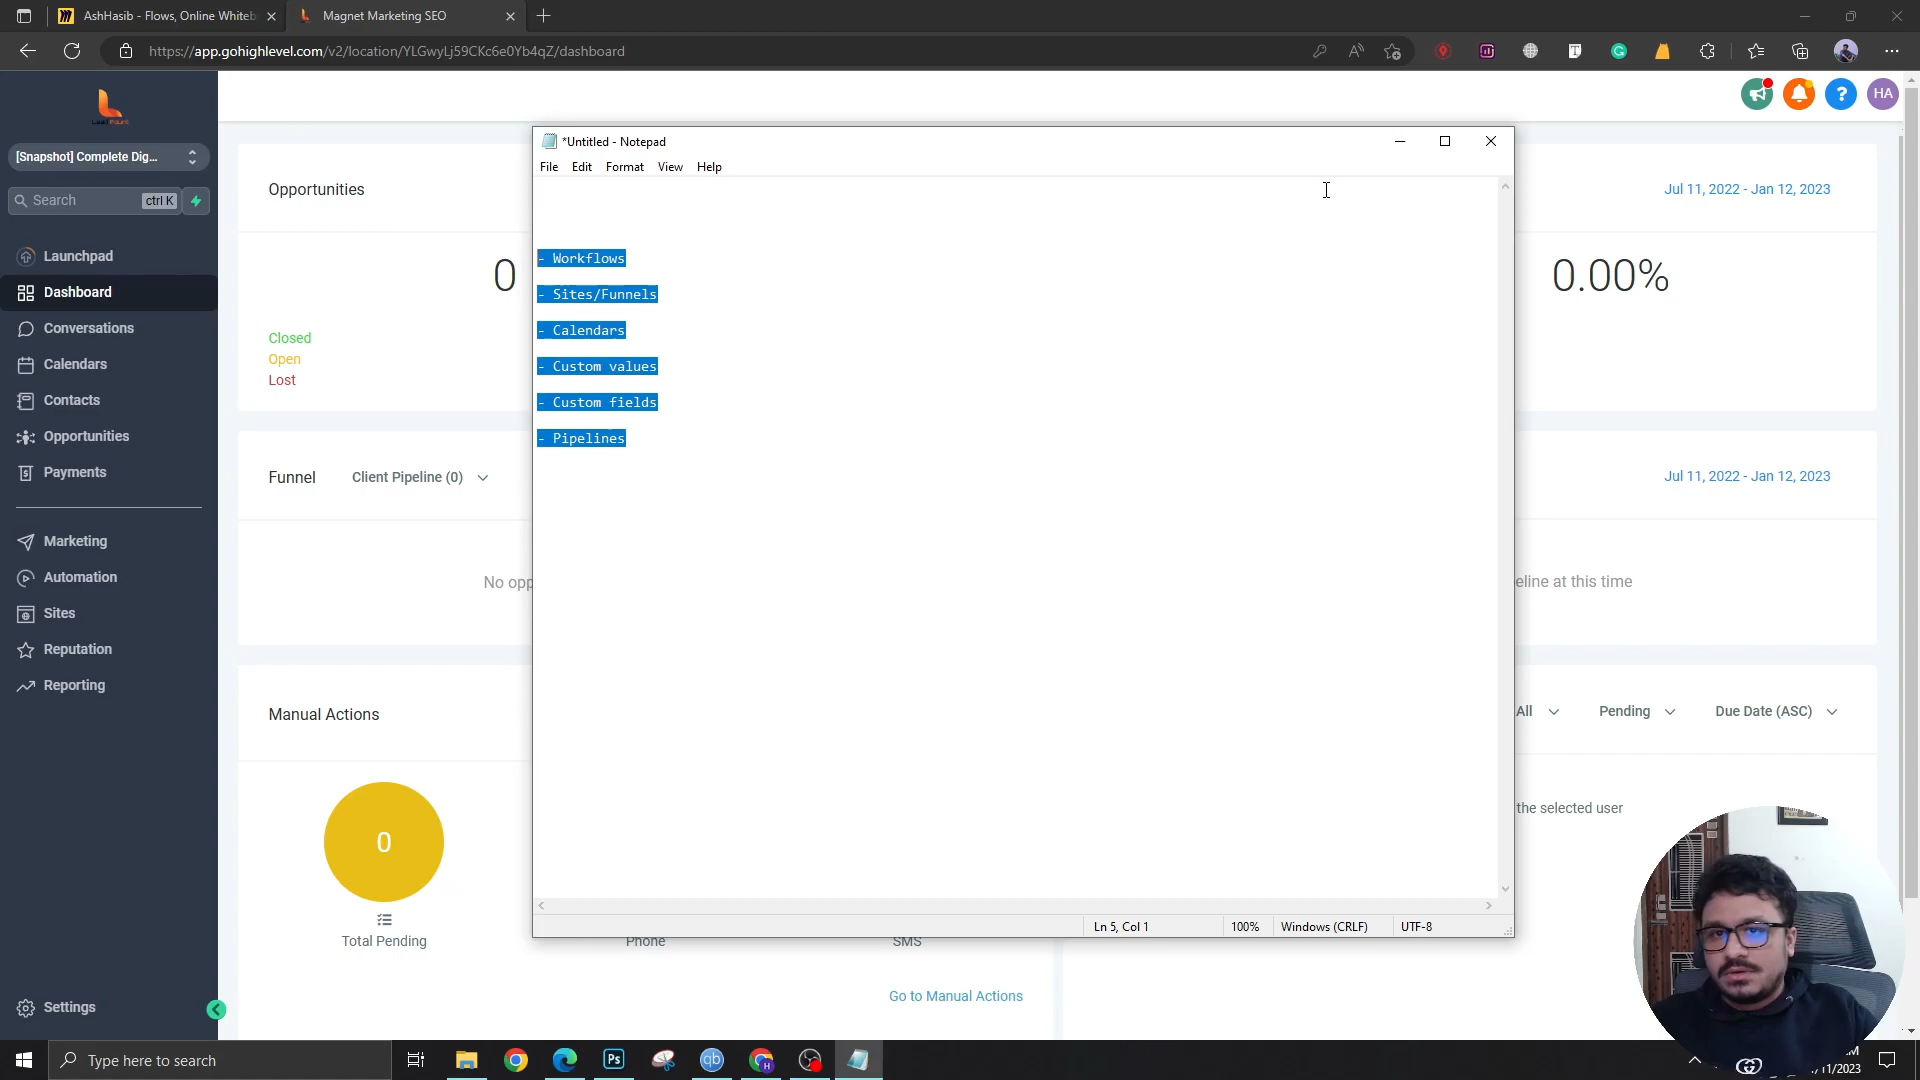 AshHasib - Flows, Online Whiteb
Magnet Marketing SEO
https://app.gohighlevel.com/v2/location/YLGwyLj59CKc6e0Yb4qZ/dashboard
HA
[Snapshot] Complete Dig...
Search
ctrl K
Launchpad
Dashboard
Conversations
Calendars
Contacts
Opportunities
Payments
Marketing
Automation
Sites
Reputation
Reporting
Settings
Opportunities
0
Closed
Open
Lost
Jul 11, 2022 - Jan 12, 2023
0.00%
Funnel
Client Pipeline (0)
Jul 11, 2022 - Jan 12, 2023
No opp
eline at this time
Manual Actions
0
Total Pending
Phone
SMS
Go to Manual Actions
All
Pending
Due Date (ASC)
the selected user
*Untitled - Notepad
File Edit Format View Help
- Workflows
- Sites/Funnels
- Calendars
- Custom values
- Custom fields
- Pipelines
Ln 5, Col 1
100%
Windows (CRLF)
UTF-8
Type here to search
Ps
qb
H
/11/2023